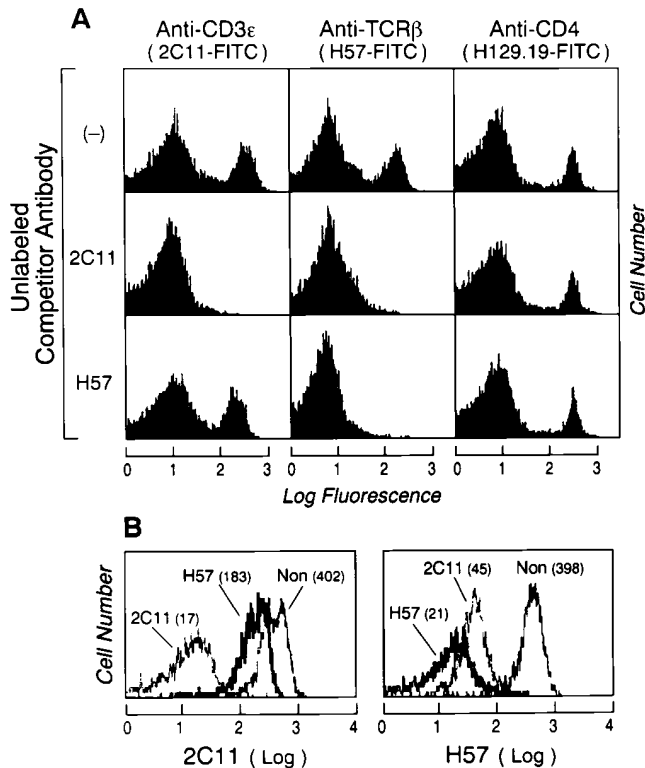 A
Anti-CD3ε Anti-TCRβ Anti-CD4
(2C11-FITC) (H57-FITC) (H129.19-FITC)
Unlabeled
Competitor Antibody
(–)
2C11
H57
Cell Number
0 1 2 3 0 1 2 3 0 1 2 3
Log Fluorescence
B
Cell Number
2C11 (17)
H57 (183)
Non (402)
0 1 2 3 4
2C11 (Log)
H57 (21)
2C11 (45)
Non (398)
0 1 2 3 4
H57 (Log)